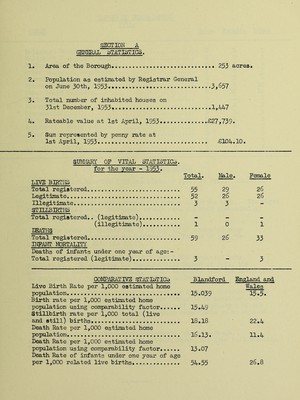 SECTION A
GENERAL STATISTICS.
1. Area of the Borough.............................. 253 acres.
2. Population as estimated by Registrar General
on June 30th, 1953..............................3,657
3. Total number of inhabited houses on
31st December, 1953.............................1,447
4. Rateable value at 1st April, 1953...............£27,739.
5. Sum represented by penny rate at
1st April, 1953................................. £104.10.
SUMMARY OF VITAL STATISTICS.
for the year - 1953.
Total. Male. Female
LIVE BIRTHS
Total registered........................ 55 29 26
Legitimate.............................. 52 26 26
Illegitimate............................ 3 3 -
STILLBIRTHS
Total registered.. (legitimate)......... - - -
(illegitimate)....... 1 0 1
DEATHS
Total registered........................ 59 26 33
INFANT MORTALITY
Deaths of infants under one year of age:-
Total registered (legitimate)........... 3 - 3
COMPARATIVE STATISTICS Blandford England and
Wales
Live Birth Rate per 1,000 estimated home
population.............................. 15.039 15.5.
Birth rate per 1,000 estimated home
population using comparability factor..... 15.49
Stillbirth rate per 1,000 total (live
and still) births....................... 18.18 22.4
Death Rate per 1,000 estimated home
population.............................. 16.13. 11.4
Death Rate per 1,000 estimated home
population using comparability factor..... 13.07
Death Rate of infants under one year of age
per 1,000 related live births........... 54.55 26.8